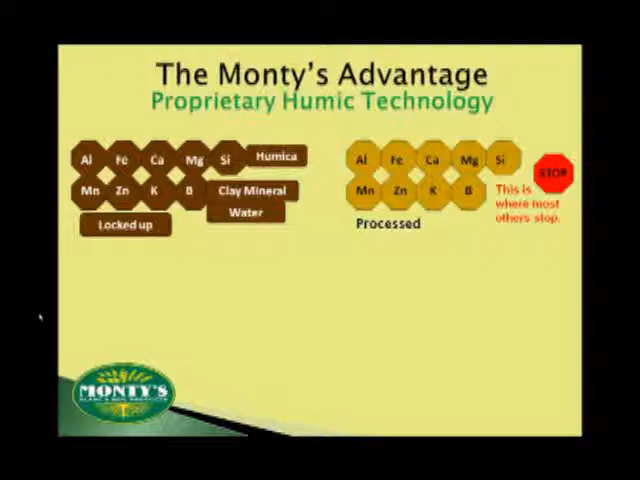 The Monty's Advantage
Proprietary Humic Technology
Al Fe Ca Mg Si Humica
Mn Zn K B Clay Mineral
Water
Locked up
Al Fe Ca Mg Si
Mn Zn K B
Processed
STOP
This is
where most
others stop.
MONTY'S